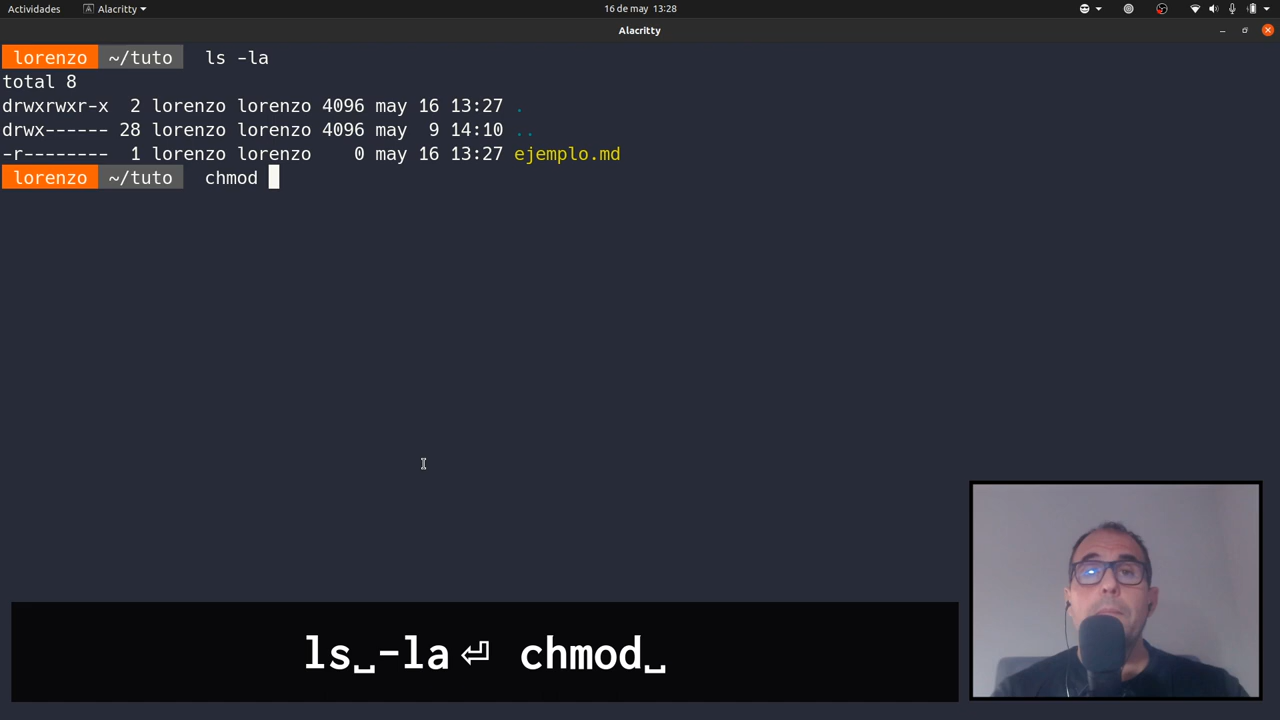 Actividades Alacritty 16 de may 13:28
Alacritty
lorenzo ~/tuto ls -la
total 8
drwxrwxr-x 2 lorenzo lorenzo 4096 may 16 13:27 .
drwx------ 28 lorenzo lorenzo 4096 may 9 14:10 ..
-r-------- 1 lorenzo lorenzo 0 may 16 13:27 ejemplo.md
lorenzo ~/tuto chmod
ls␣-la⏎ chmod␣